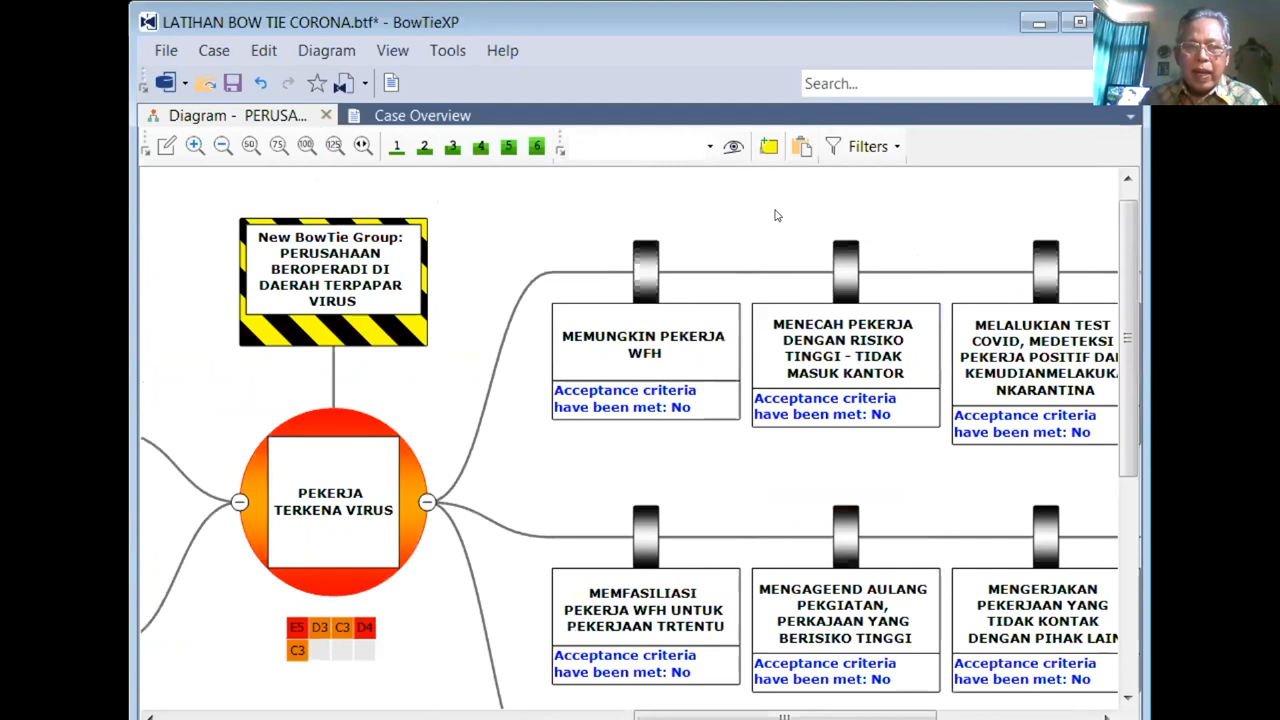 LATIHAN BOW TIE CORONA.btf* - BowTieXP
File Case Edit Diagram View Tools Help
Search...
Diagram - PERUSA... Case Overview
50 75 100 125 1 2 3 4 5 6 Filters
New BowTie Group:
PERUSAHAAN
BEROPERADI DI
DAERAH TERPAPAR
VIRUS
MEMUNGKIN PEKERJA
WFH
Acceptance criteria
have been met: No
MENECAH PEKERJA
DENGAN RISIKO
TINGGI - TIDAK
MASUK KANTOR
Acceptance criteria
have been met: No
MELALUKIAN TEST
COVID, MEDETEKSI
PEKERJA POSITIF DA
KEMUDIANMELAKUK
NKARANTINA
Acceptance criteria
have been met: No
PEKERJA
TERKENA VIRUS
E5 D3 C3 D4
C3
MEMFASILIASI
PEKERJA WFH UNTUK
PEKERJAAN TRTENTU
Acceptance criteria
have been met: No
MENGAGEEND AULANG
PEKGIATAN,
PERKAJAAN YANG
BERISIKO TINGGI
Acceptance criteria
have been met: No
MENGERJAKAN
PEKERJAAN YANG
TIDAK KONTAK
DENGAN PIHAK LAIN
Acceptance criteria
have been met: No